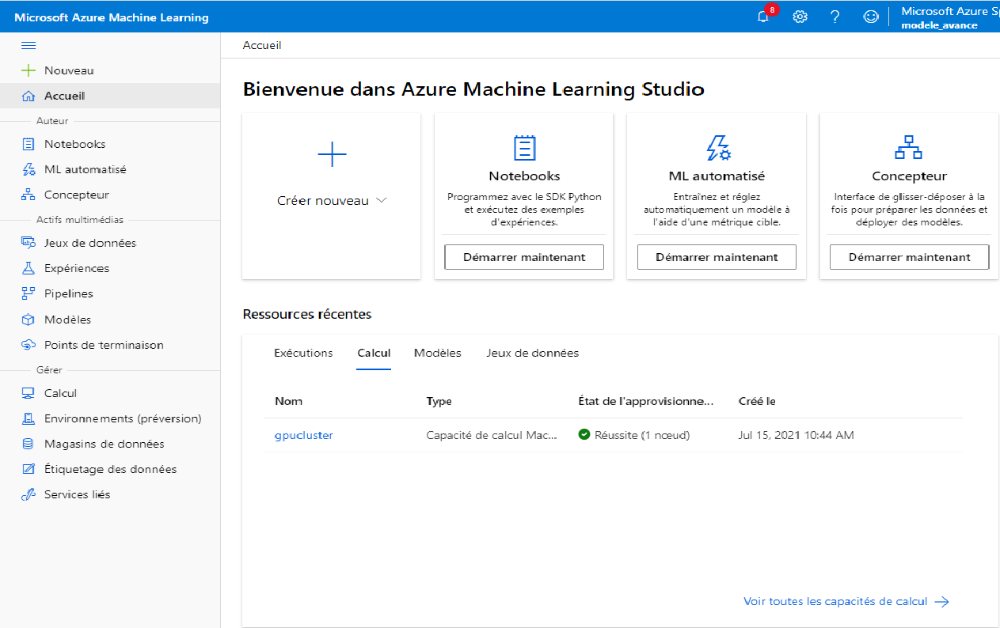 Microsoft Azure Machine Learning
8
Microsoft Azure Sp
modele_avance
Nouveau
Accueil
Auteur
Notebooks
ML automatisé
Concepteur
Actifs multimédias
Jeux de données
Expériences
Pipelines
Modèles
Points de terminaison
Gérer
Calcul
Environnements (préversion)
Magasins de données
Étiquetage des données
Services liés
Accueil
Bienvenue dans Azure Machine Learning Studio
Créer nouveau
Notebooks
Programmez avec le SDK Python
et exécutez des exemples
d'expériences.
Démarrer maintenant
ML automatisé
Entraînez et réglez
automatiquement un modèle à
l'aide d'une métrique cible.
Démarrer maintenant
Concepteur
Interface de glisser-déposer à la
fois pour préparer les données et
déployer des modèles.
Démarrer maintenant
Ressources récentes
Exécutions Calcul Modèles Jeux de données
Nom Type État de l'approvisionne... Créé le
gpucluster Capacité de calcul Mac... Réussite (1 nœud) Jul 15, 2021 10:44 AM
Voir toutes les capacités de calcul